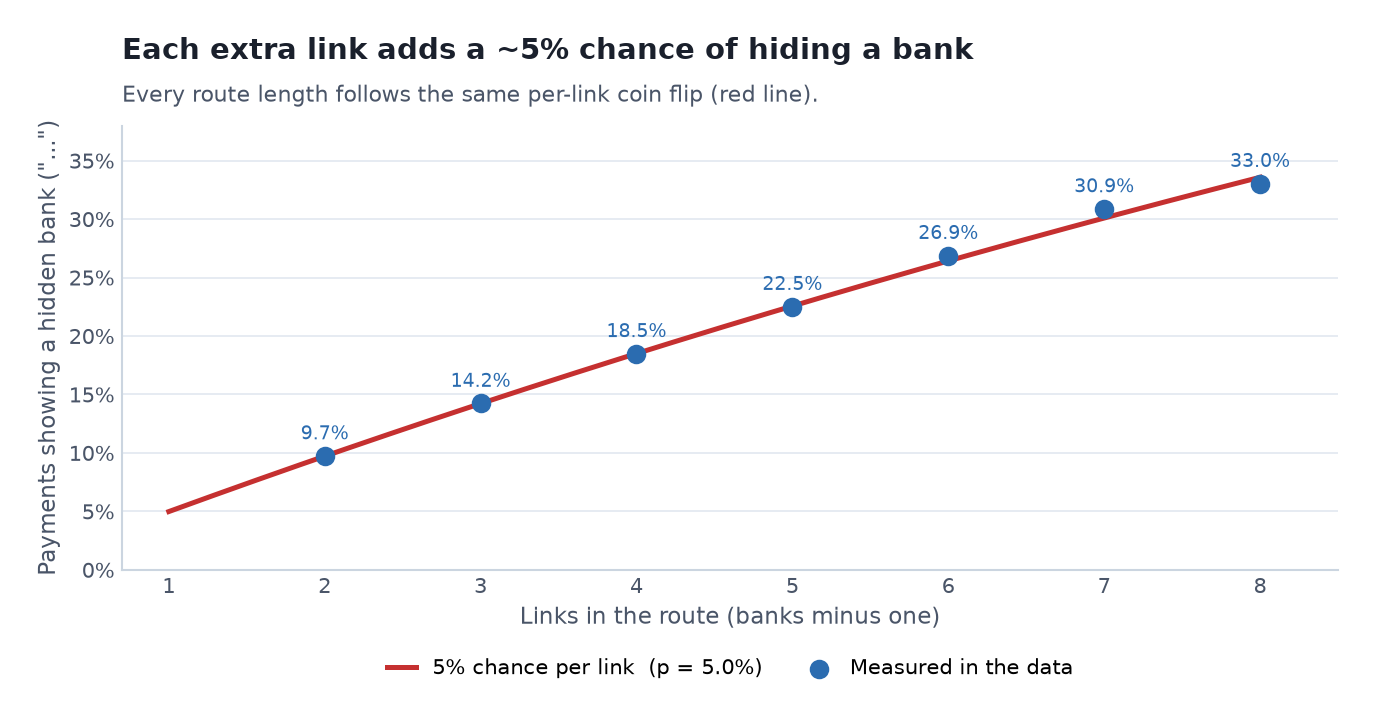 Each extra link adds a ~5% chance of hiding a bank
Every route length follows the same per-link coin flip (red line).
Payments showing a hidden bank ("...")
35%
30%
25%
20%
15%
10%
5%
0%
9.7%
14.2%
18.5%
22.5%
26.9%
30.9%
33.0%
1 2 3 4 5 6 7 8
Links in the route (banks minus one)
5% chance per link (p = 5.0%) Measured in the data